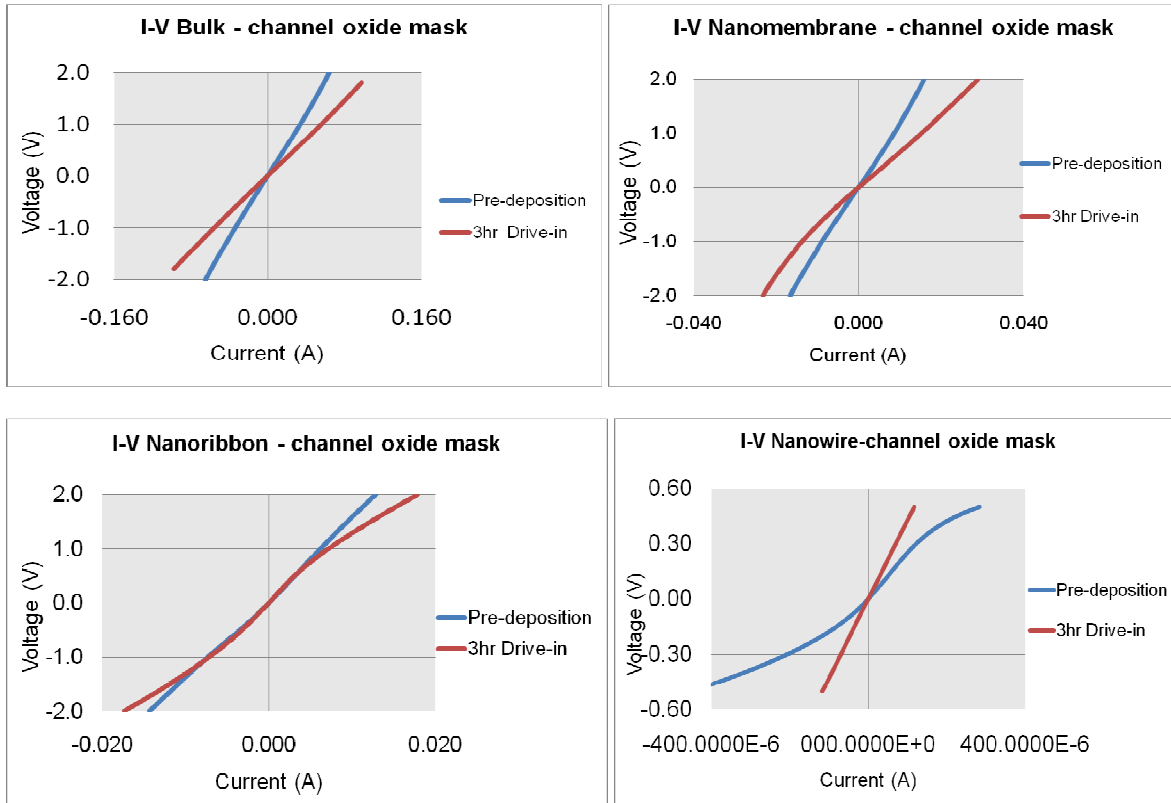 I-V Bulk - channel oxide mask
2.0
1.0
0.0
-1.0
-2.0
Voltage (V)
-0.160
0.000
0.160
Current (A)
Pre-deposition
3hr Drive-in
I-V Nanomembrane - channel oxide mask
2.0
1.0
0.0
-1.0
-2.0
Voltage (V)
-0.040
0.000
0.040
Current (A)
Pre-deposition
3hr Drive-in
I-V Nanoribbon - channel oxide mask
2.0
1.0
0.0
-1.0
-2.0
Voltage (V)
-0.020
0.000
0.020
Current (A)
Pre-deposition
3hr Drive-in
I-V Nanowire-channel oxide mask
0.60
0.30
0.00
-0.30
-0.60
Voltage (V)
-400.0000E-6
000.0000E+0
400.0000E-6
Current (A)
Pre-deposition
3hr Drive-in